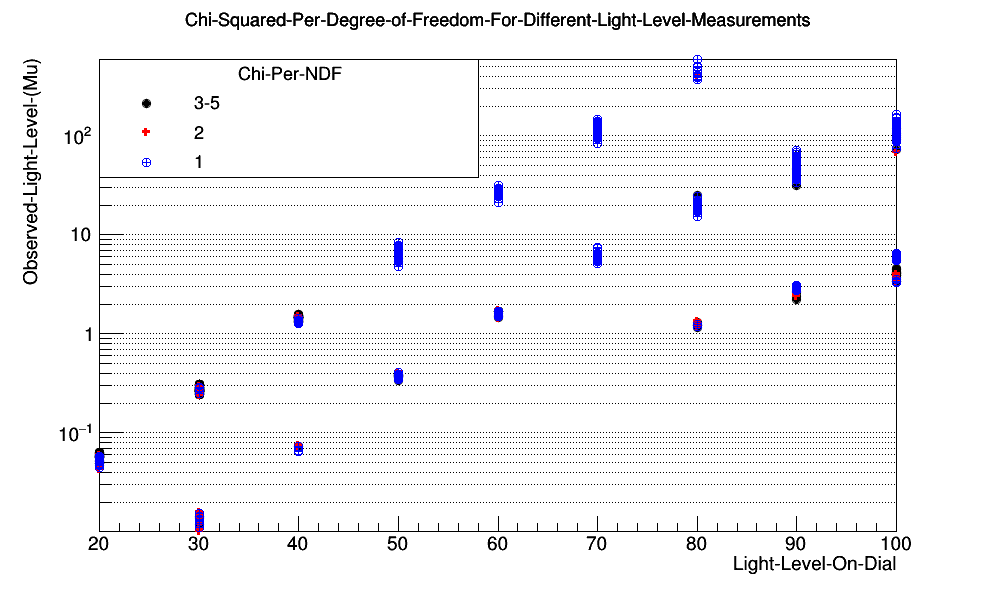 Chi-Squared-Per-Degree-of-Freedom-For-Different-Light-Level-Measurements
Observed-Light-Level-(Mu)
Chi-Per-NDF
3-5
2
1
10²
10
1
10⁻¹
20 30 40 50 60 70 80 90 100
Light-Level-On-Dial